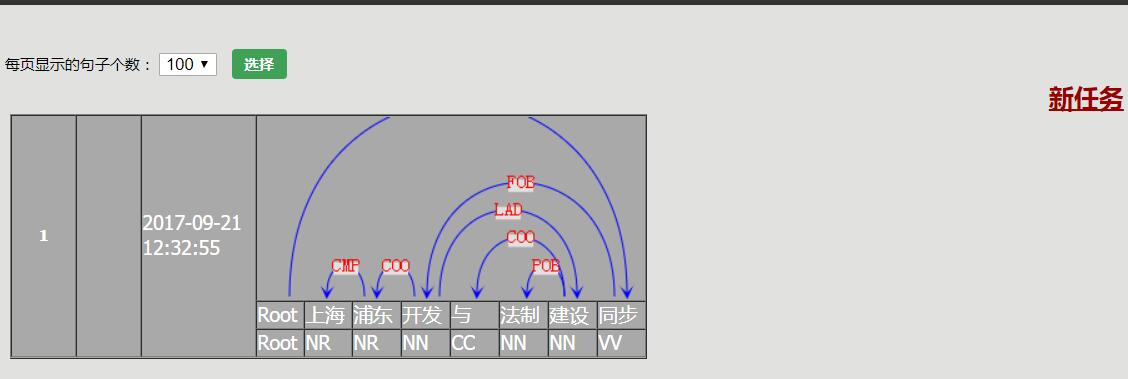 每页显示的句子个数： 100 选择
新任务
1
2017-09-21
12:32:55
FOB
LAD
COO
CMP COO POB
Root 上海 浦东 开发 与 法制 建设 同步
Root NR NR NN CC NN NN VV